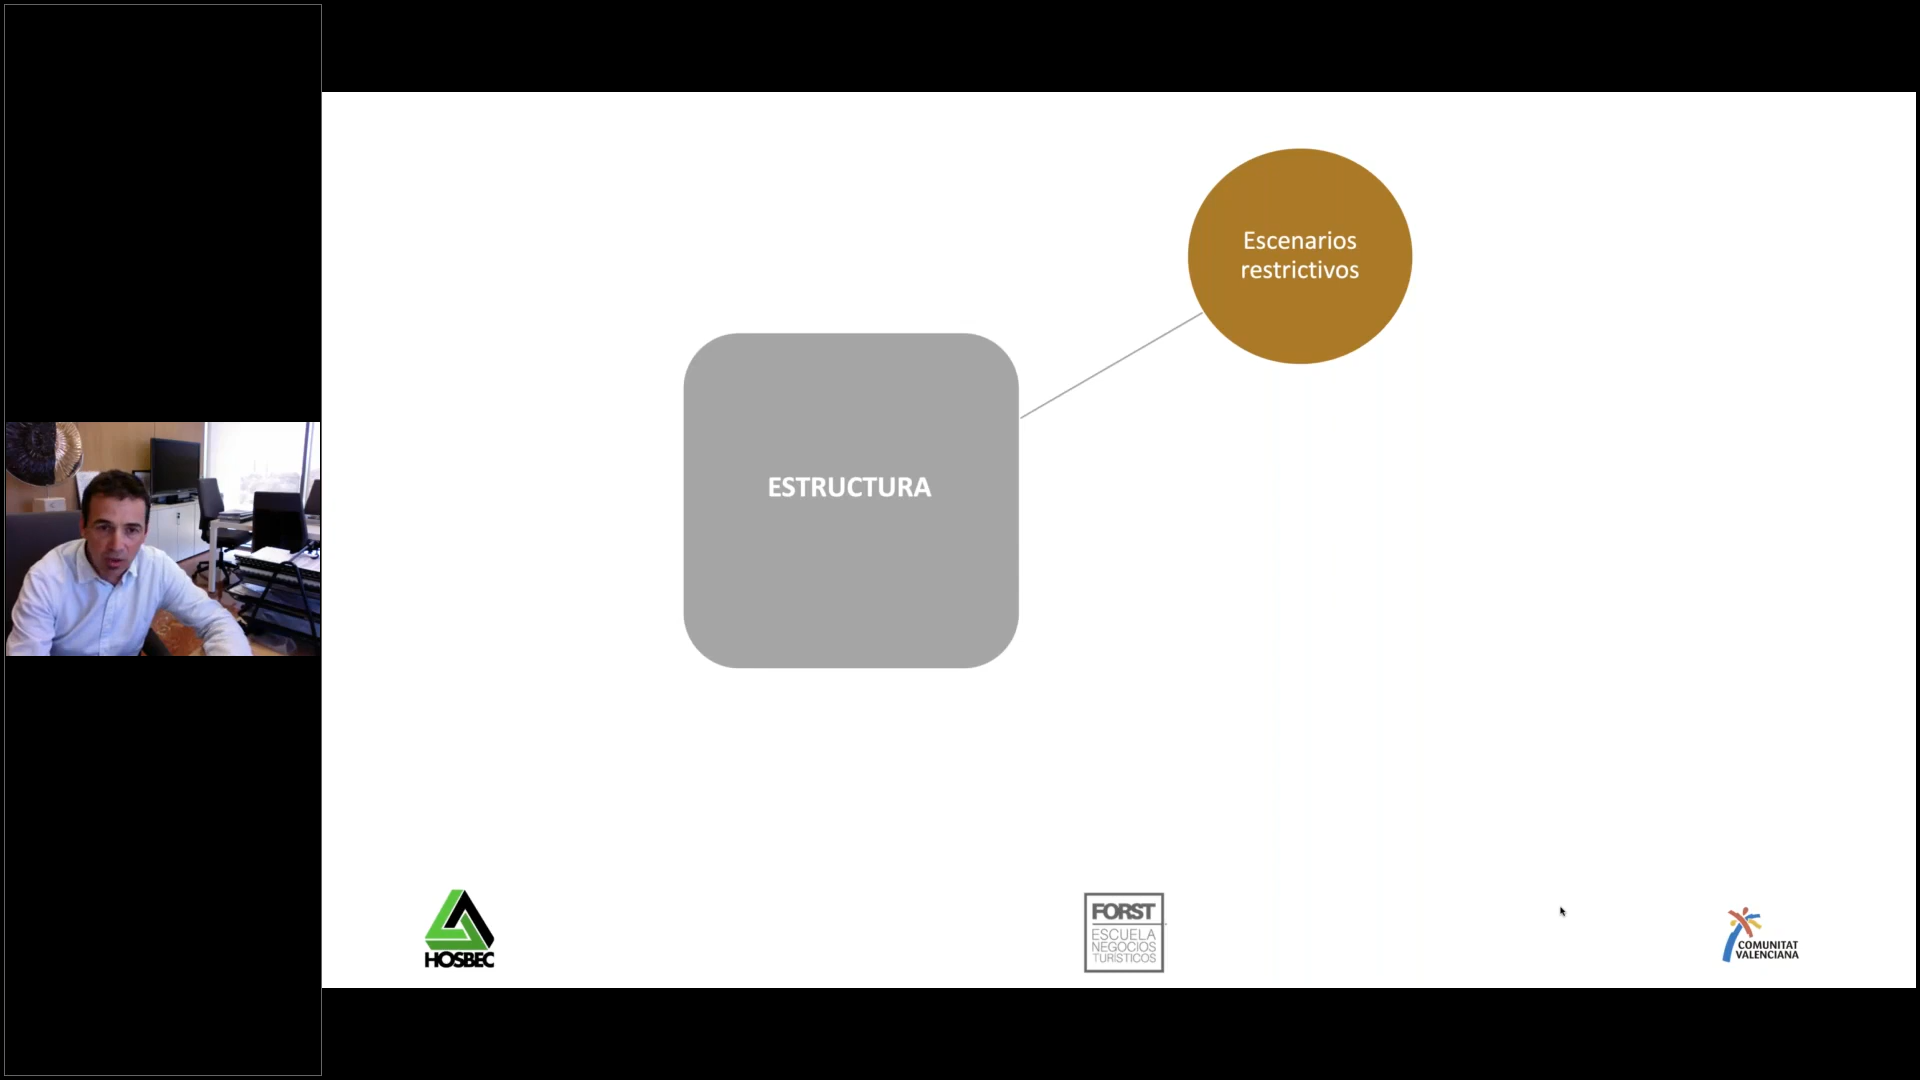 Escenarios
restrictivos
ESTRUCTURA
HOSBEC
FORST
ESCUELA
NEGOCIOS
TURÍSTICOS
COMUNITAT
VALENCIANA